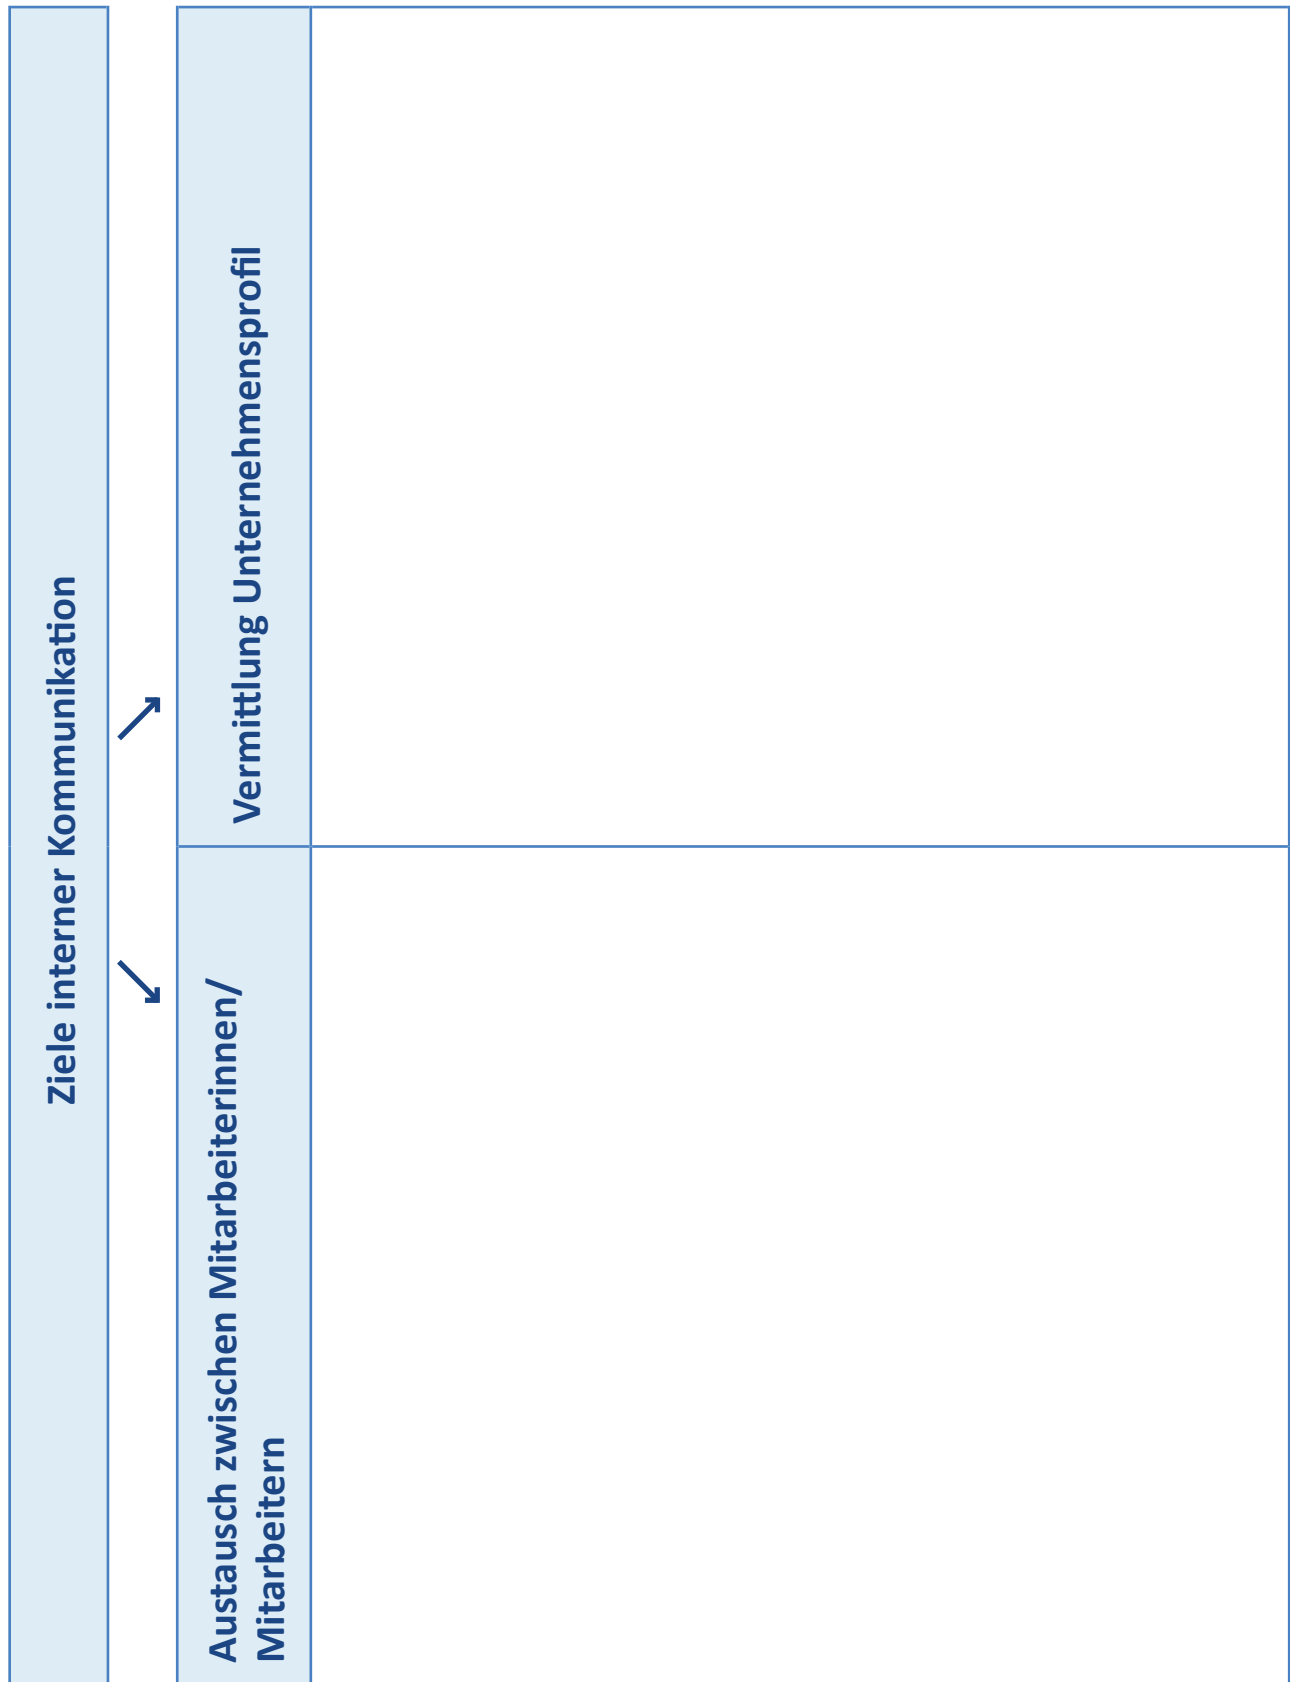 Ziele interner Kommunikation
Austausch zwischen Mitarbeiterinnen/
Mitarbeitern
Vermittlung Unternehmensprofil